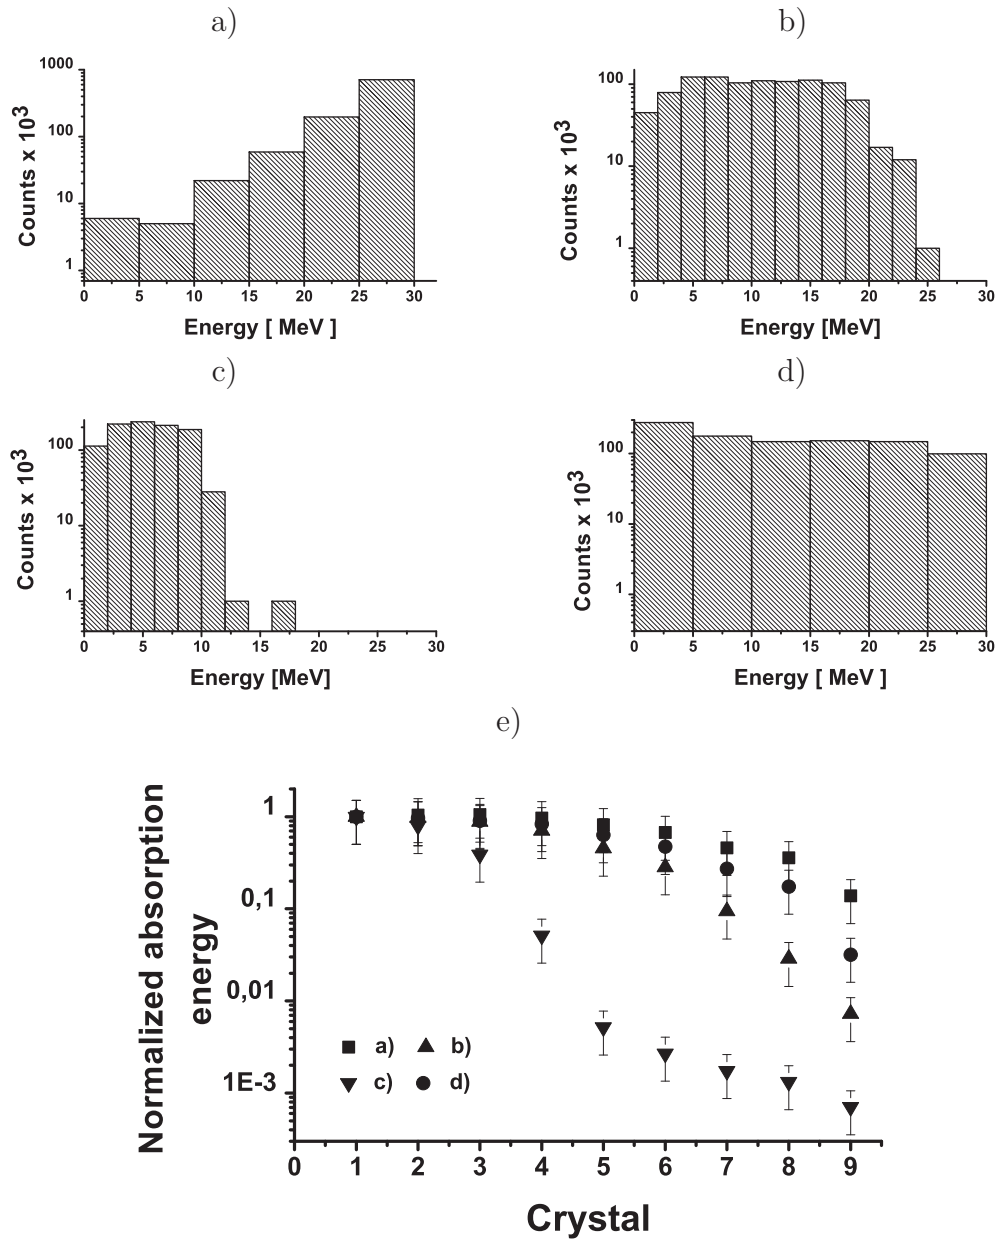 a)
b)
Counts x 10³
1000
100
10
1
0 5 10 15 20 25 30
Energy [ MeV ]
Counts x 10³
100
10
1
0 5 10 15 20 25 30
Energy [MeV]
c)
d)
Counts x 10³
100
10
1
0 5 10 15 20 25 30
Energy [MeV]
Counts x 10³
100
10
1
0 5 10 15 20 25 30
Energy [ MeV ]
e)
Normalized absorption
energy
1
0,1
0,01
1E-3
a) b)
c) d)
0 1 2 3 4 5 6 7 8 9
Crystal